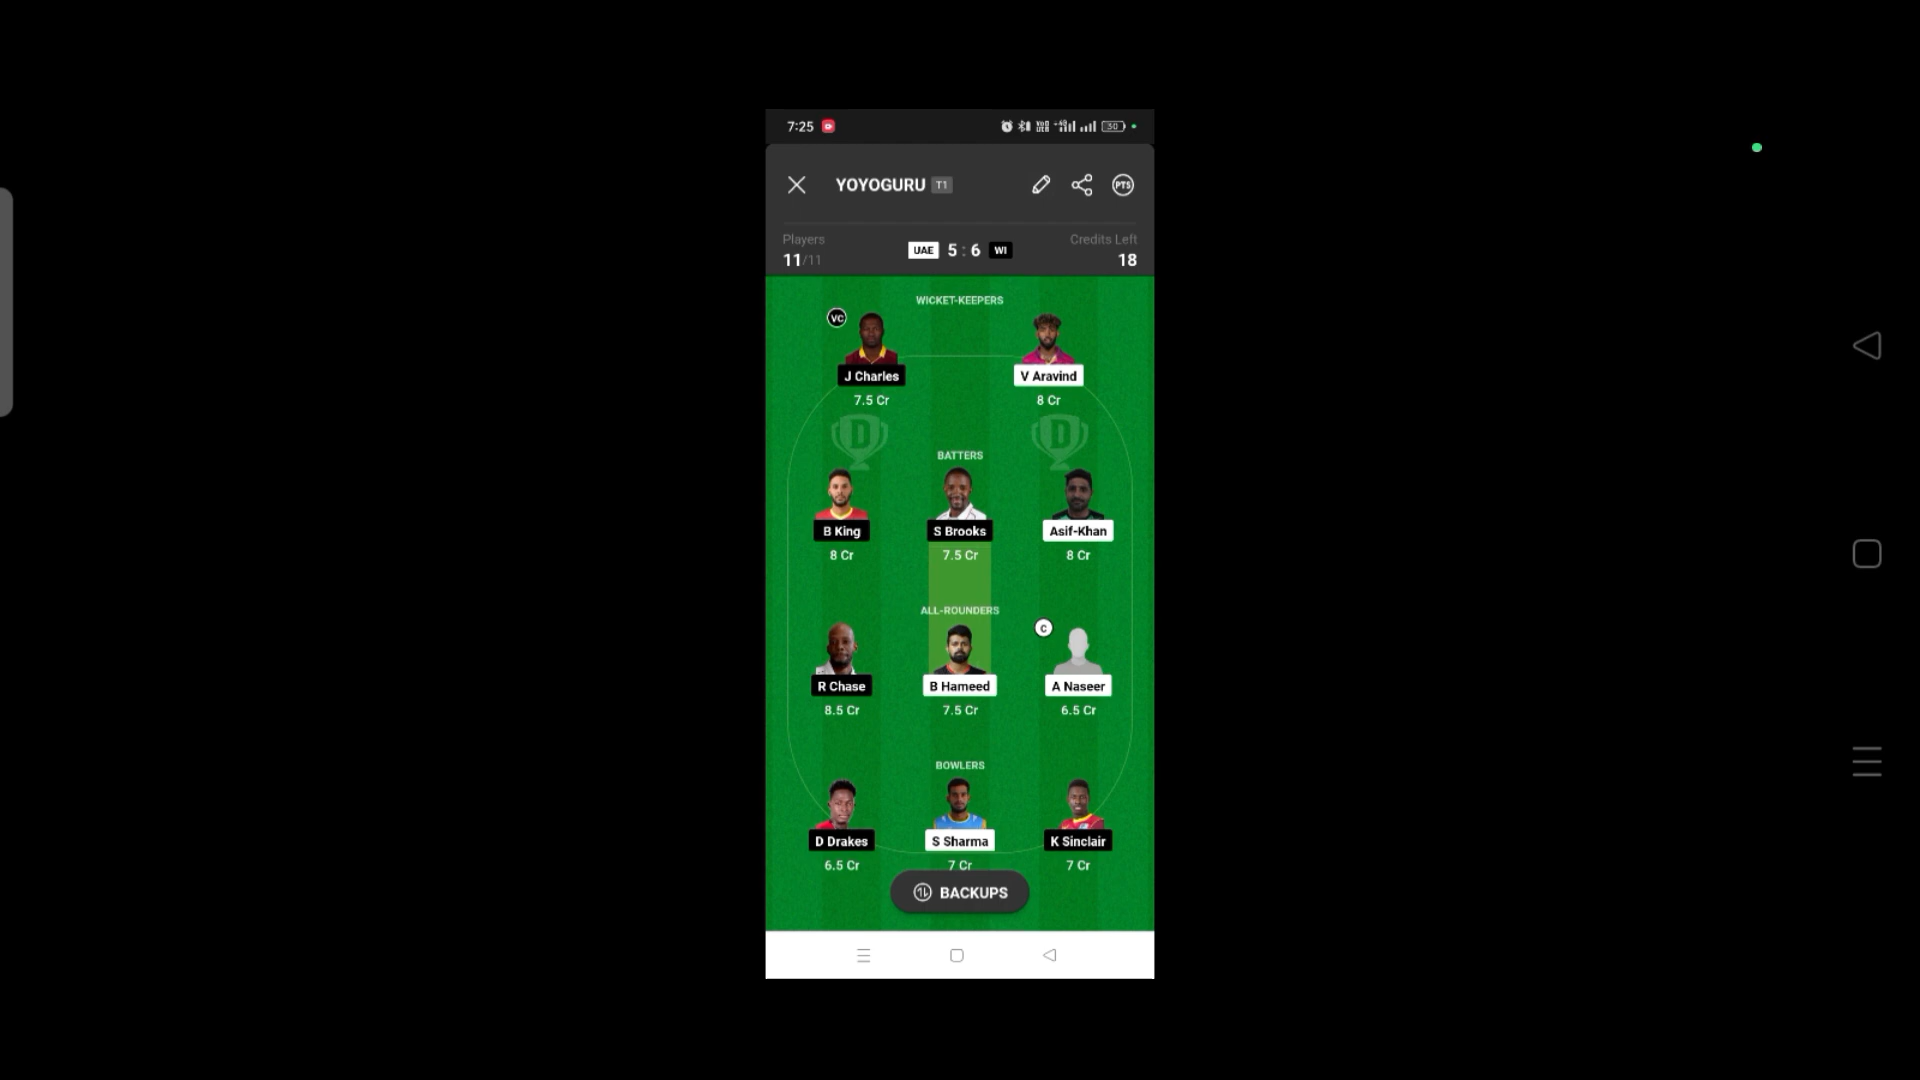 7:25
30
YOYOGURU T1
PTS
Players
11/11
UAE 5 : 6 WI
Credits Left
18
WICKET-KEEPERS
VC
J Charles
7.5 Cr
V Aravind
8 Cr
D
D
BATTERS
B King
8 Cr
S Brooks
7.5 Cr
Asif-Khan
8 Cr
ALL-ROUNDERS
C
R Chase
8.5 Cr
B Hameed
7.5 Cr
A Naseer
6.5 Cr
BOWLERS
D Drakes
6.5 Cr
S Sharma
7 Cr
K Sinclair
7 Cr
BACKUPS